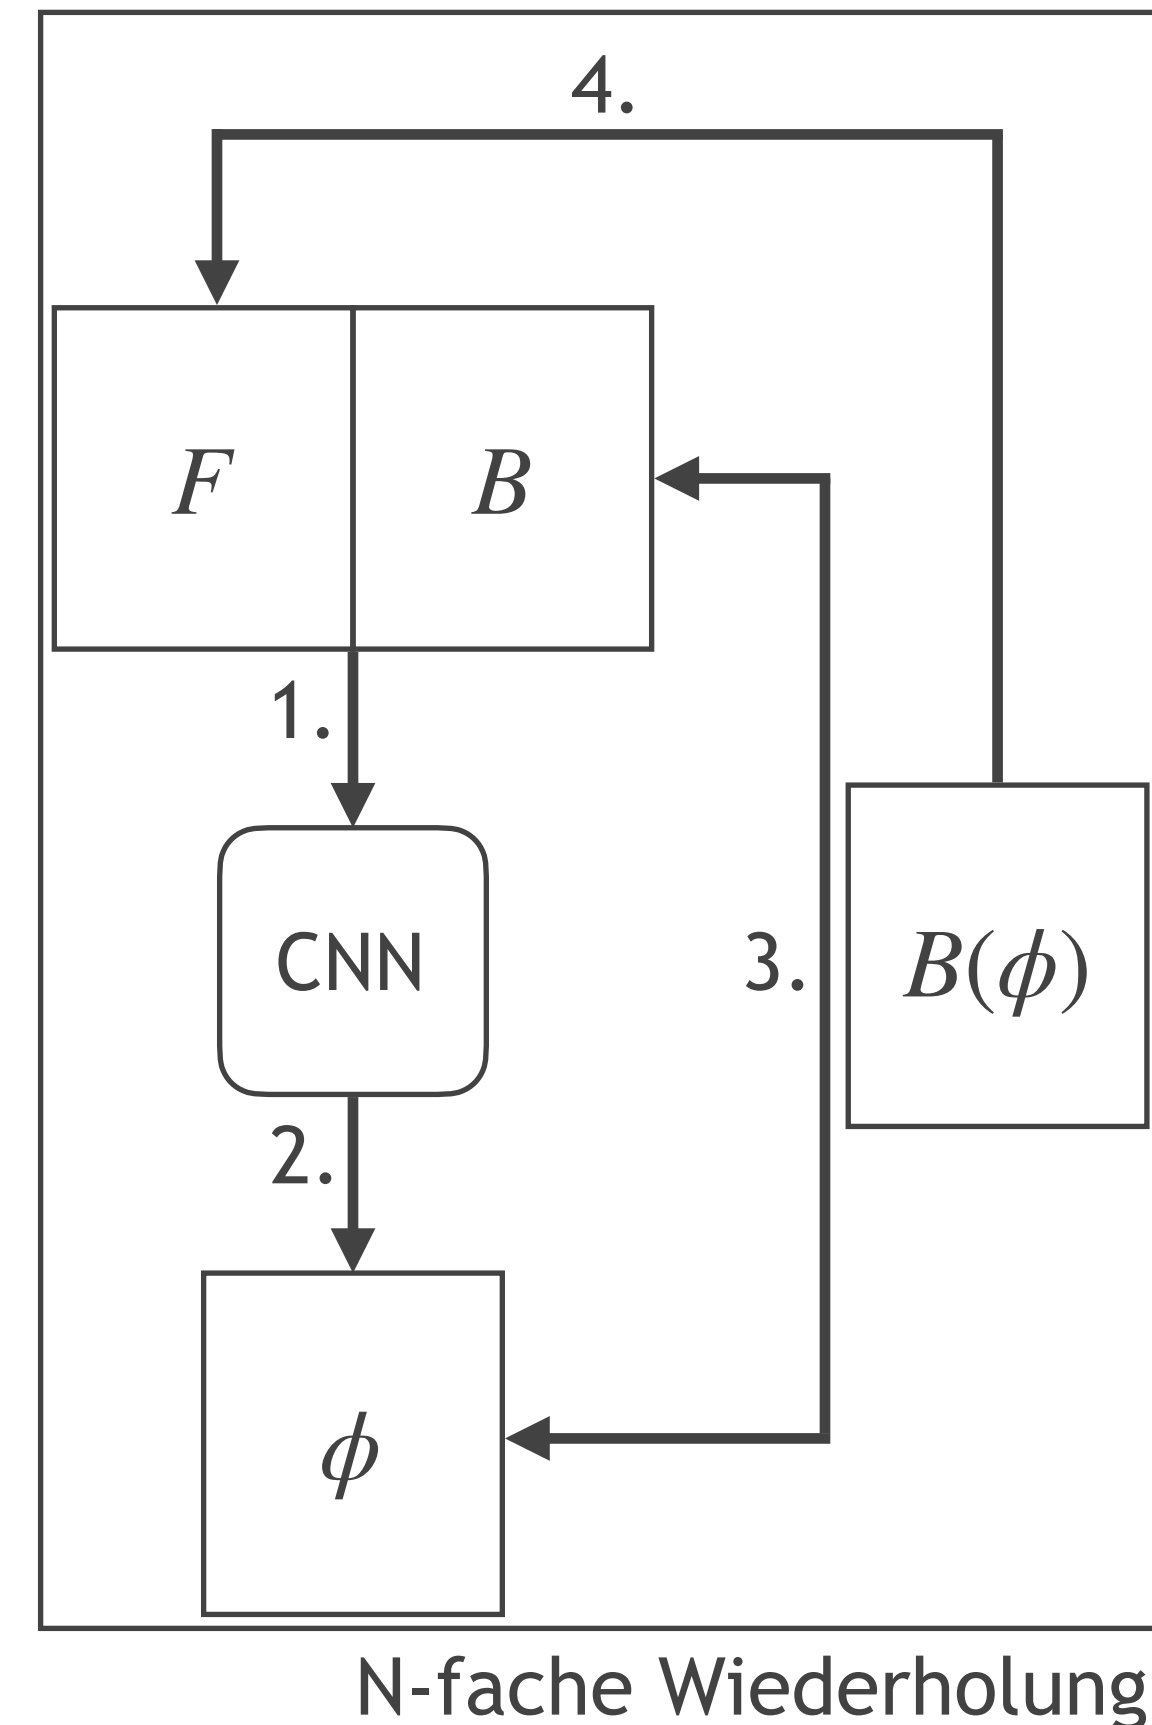 4.
F B
1.
CNN
3.
B(ϕ)
2.
ϕ
N-fache Wiederholung